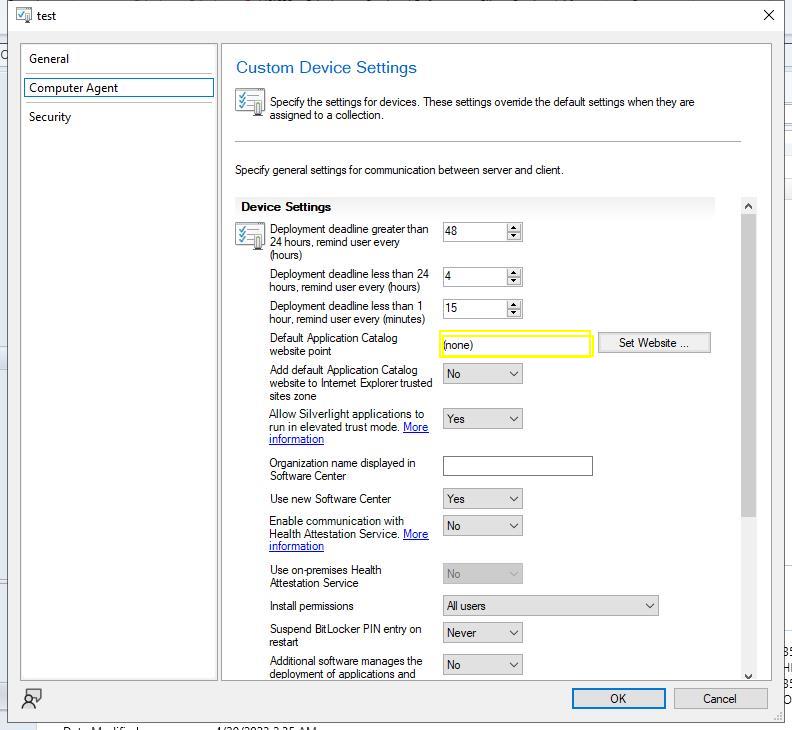 test
General
Computer Agent
Security
Custom Device Settings
Specify the settings for devices. These settings override the default settings when they are
assigned to a collection.
Specify general settings for communication between server and client.
Device Settings
Deployment deadline greater than
24 hours, remind user every
(hours)
48
Deployment deadline less than 24
hours, remind user every (hours)
4
Deployment deadline less than 1
hour, remind user every (minutes)
15
Default Application Catalog
website point
(none)
Set Website ...
Add default Application Catalog
website to Internet Explorer trusted
sites zone
No
Allow Silverlight applications to
run in elevated trust mode. More
information
Yes
Organization name displayed in
Software Center
Use new Software Center
Yes
Enable communication with
Health Attestation Service. More
information
No
Use on-premises Health
Attestation Service
No
Install permissions
All users
Suspend BitLocker PIN entry on
restart
Never
Additional software manages the
deployment of applications and
No
OK
Cancel